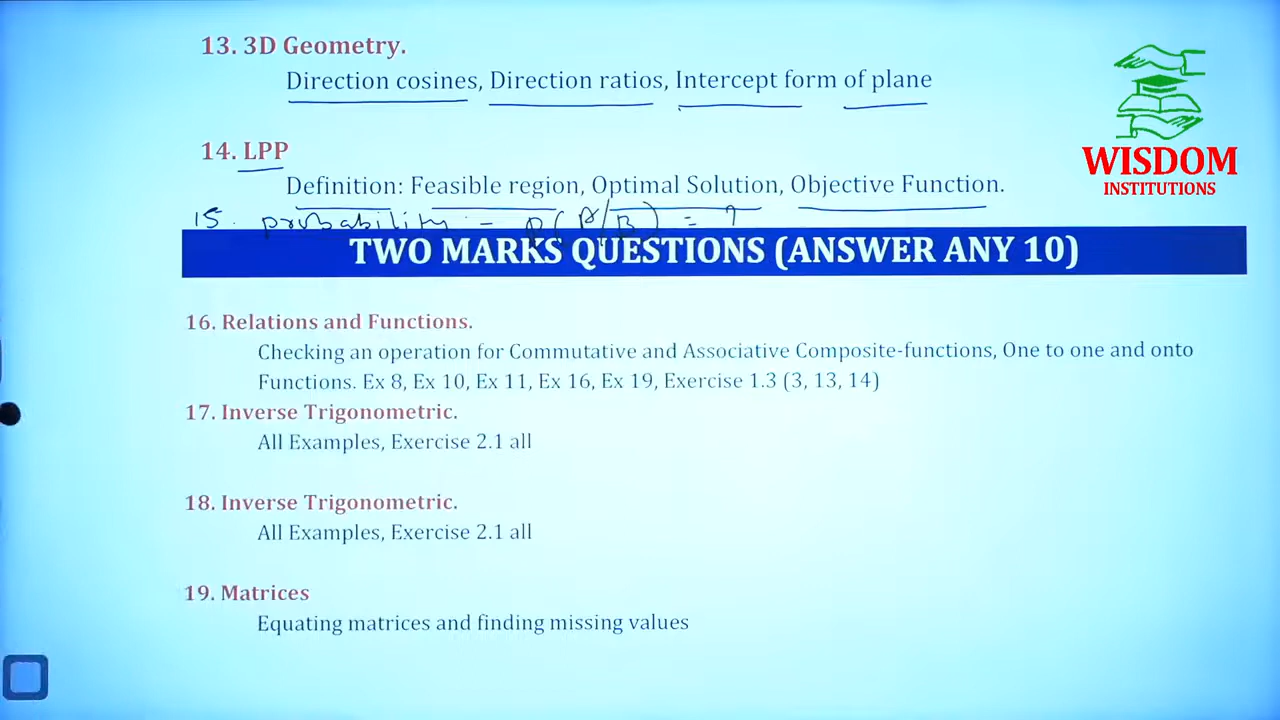 13. 3D Geometry.
Direction cosines, Direction ratios, Intercept form of plane
14. LPP
Definition: Feasible region, Optimal Solution, Objective Function.
15. probability - P(A/B) = ?
TWO MARKS QUESTIONS (ANSWER ANY 10)
16. Relations and Functions.
Checking an operation for Commutative and Associative Composite-functions, One to one and onto
Functions. Ex 8, Ex 10, Ex 11, Ex 16, Ex 19, Exercise 1.3 (3, 13, 14)
17. Inverse Trigonometric.
All Examples, Exercise 2.1 all
18. Inverse Trigonometric.
All Examples, Exercise 2.1 all
19. Matrices
Equating matrices and finding missing values
WISDOM
INSTITUTIONS